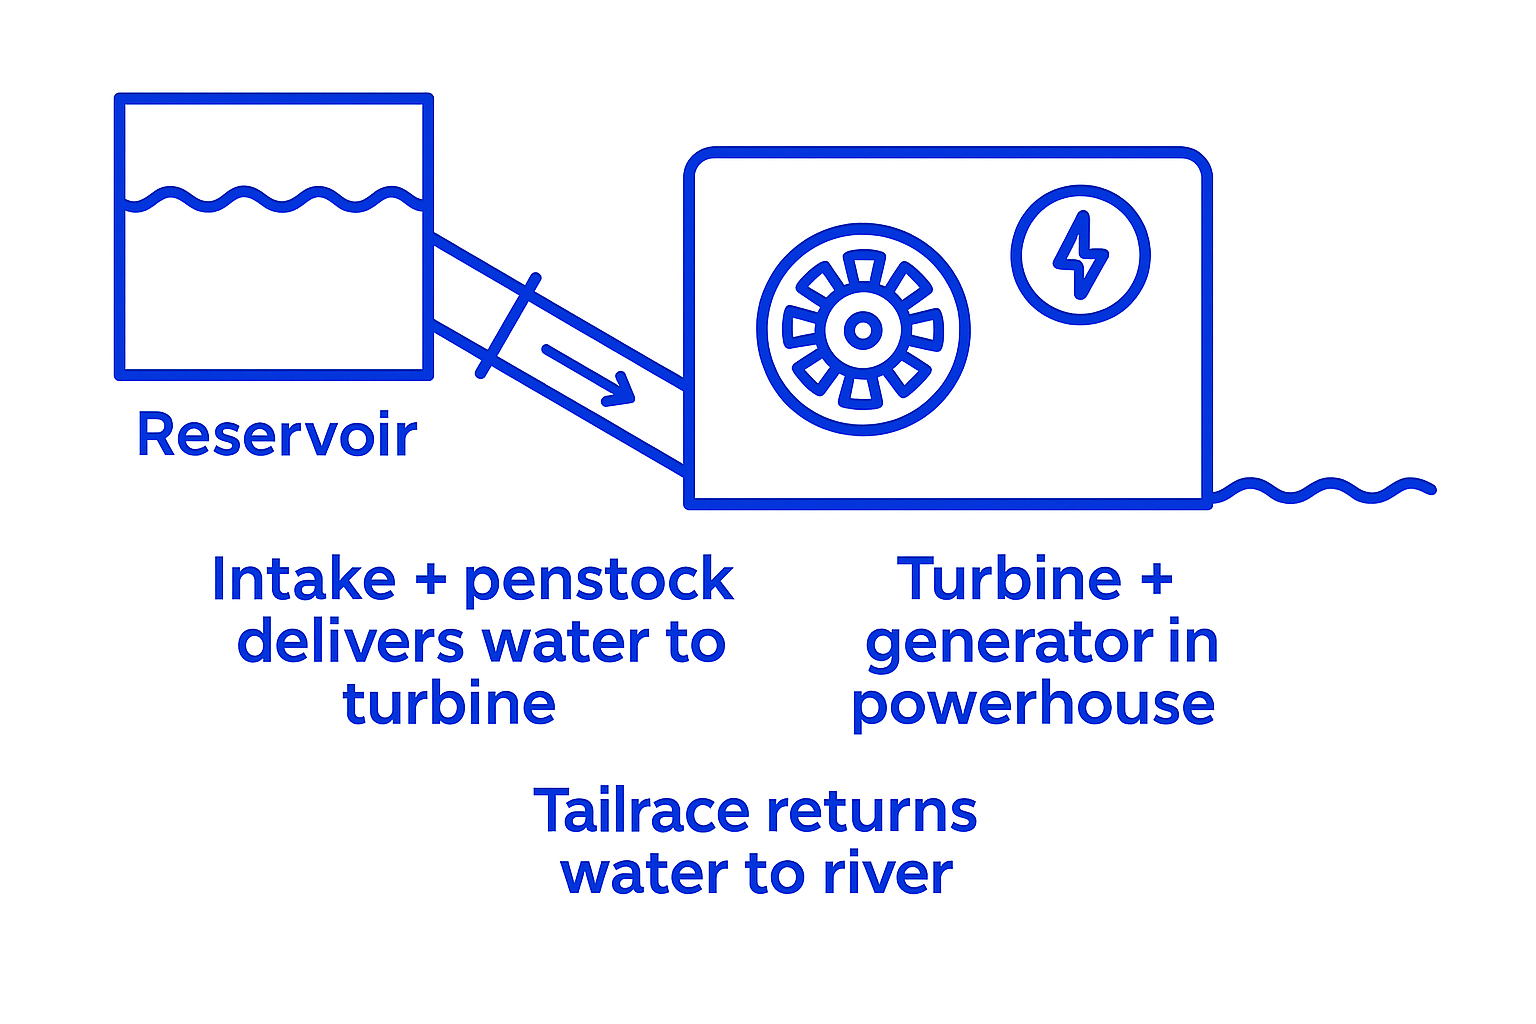 Reservoir
Intake + penstock
delivers water to
turbine
Turbine +
generator in
powerhouse
Tailrace returns
water to river